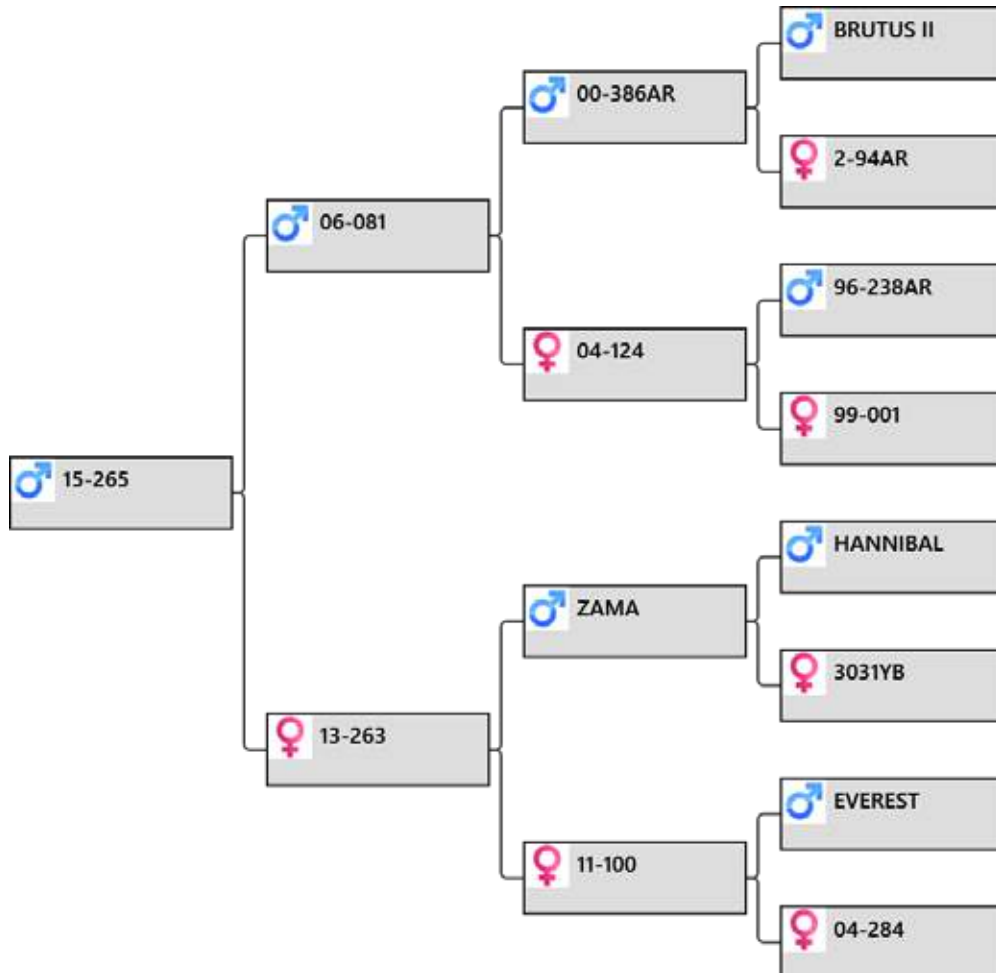 BRUTUS II
00-386AR
2-94AR
06-081
96-238AR
04-124
99-001
15-265
HANNIBAL
ZAMA
3031YB
13-263
EVEREST
11-100
04-284